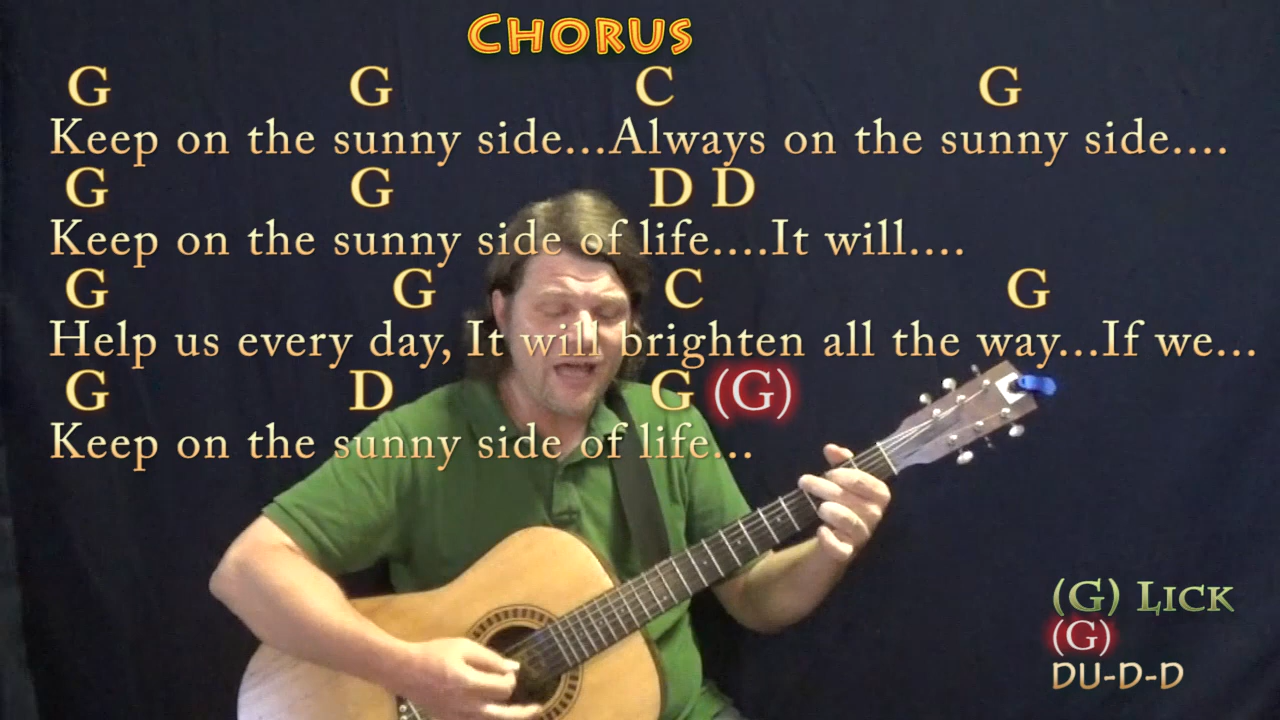 CHORUS
G G C G
Keep on the sunny side...Always on the sunny side....
G G D D
Keep on the sunny side of life....It will....
G G C G
Help us every day, It will brighten all the way...If we...
G D G (G)
Keep on the sunny side of life...
(G) LICK
(G)
DU-D-D